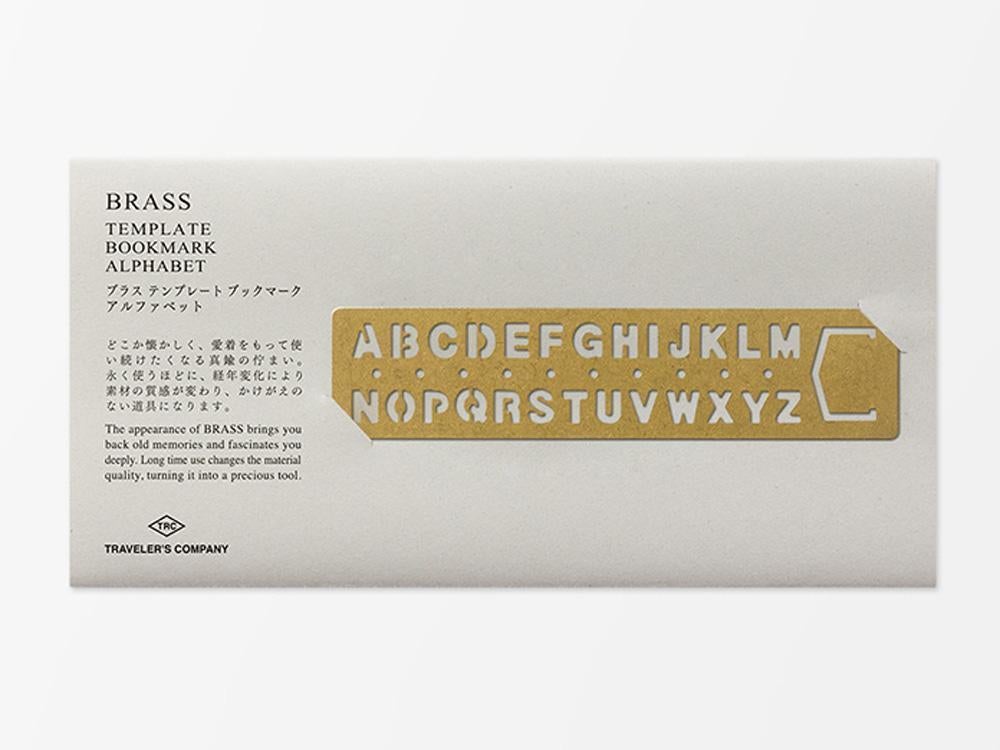 BRASS
TEMPLATE
BOOKMARK
ALPHABET
ブラス テンプレート ブックマーク
アルファベット
どこか懐かしく、愛着をもって使
い続けたくなる真鍮の佇まい。
永く使うほどに、経年変化により
素材の質感が変わり、かけがえの
ない道具になります。
The appearance of BRASS brings you
back old memories and fascinates you
deeply. Long time use changes the material
quality, turning it into a precious tool.
TRC
TRAVELER'S COMPANY
ABCDEFGHIJKLM
NOPQRSTUVWXYZ